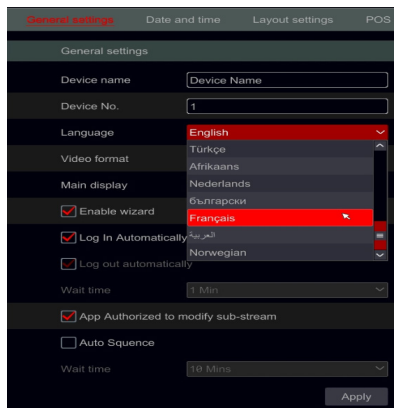 General settings Date and time Layout settings POS
General settings
Device name Device Name
Device No. 1
Language English
Türkçe
Afrikaans
Video format
Nederlands
Main display
български
Enable wizard
Français
Log In Automatically العربية
Norwegian
Log out automatically
Wait time 1 Min
App Authorized to modify sub-stream
Auto Squence
Wait time 10 Mins
Apply